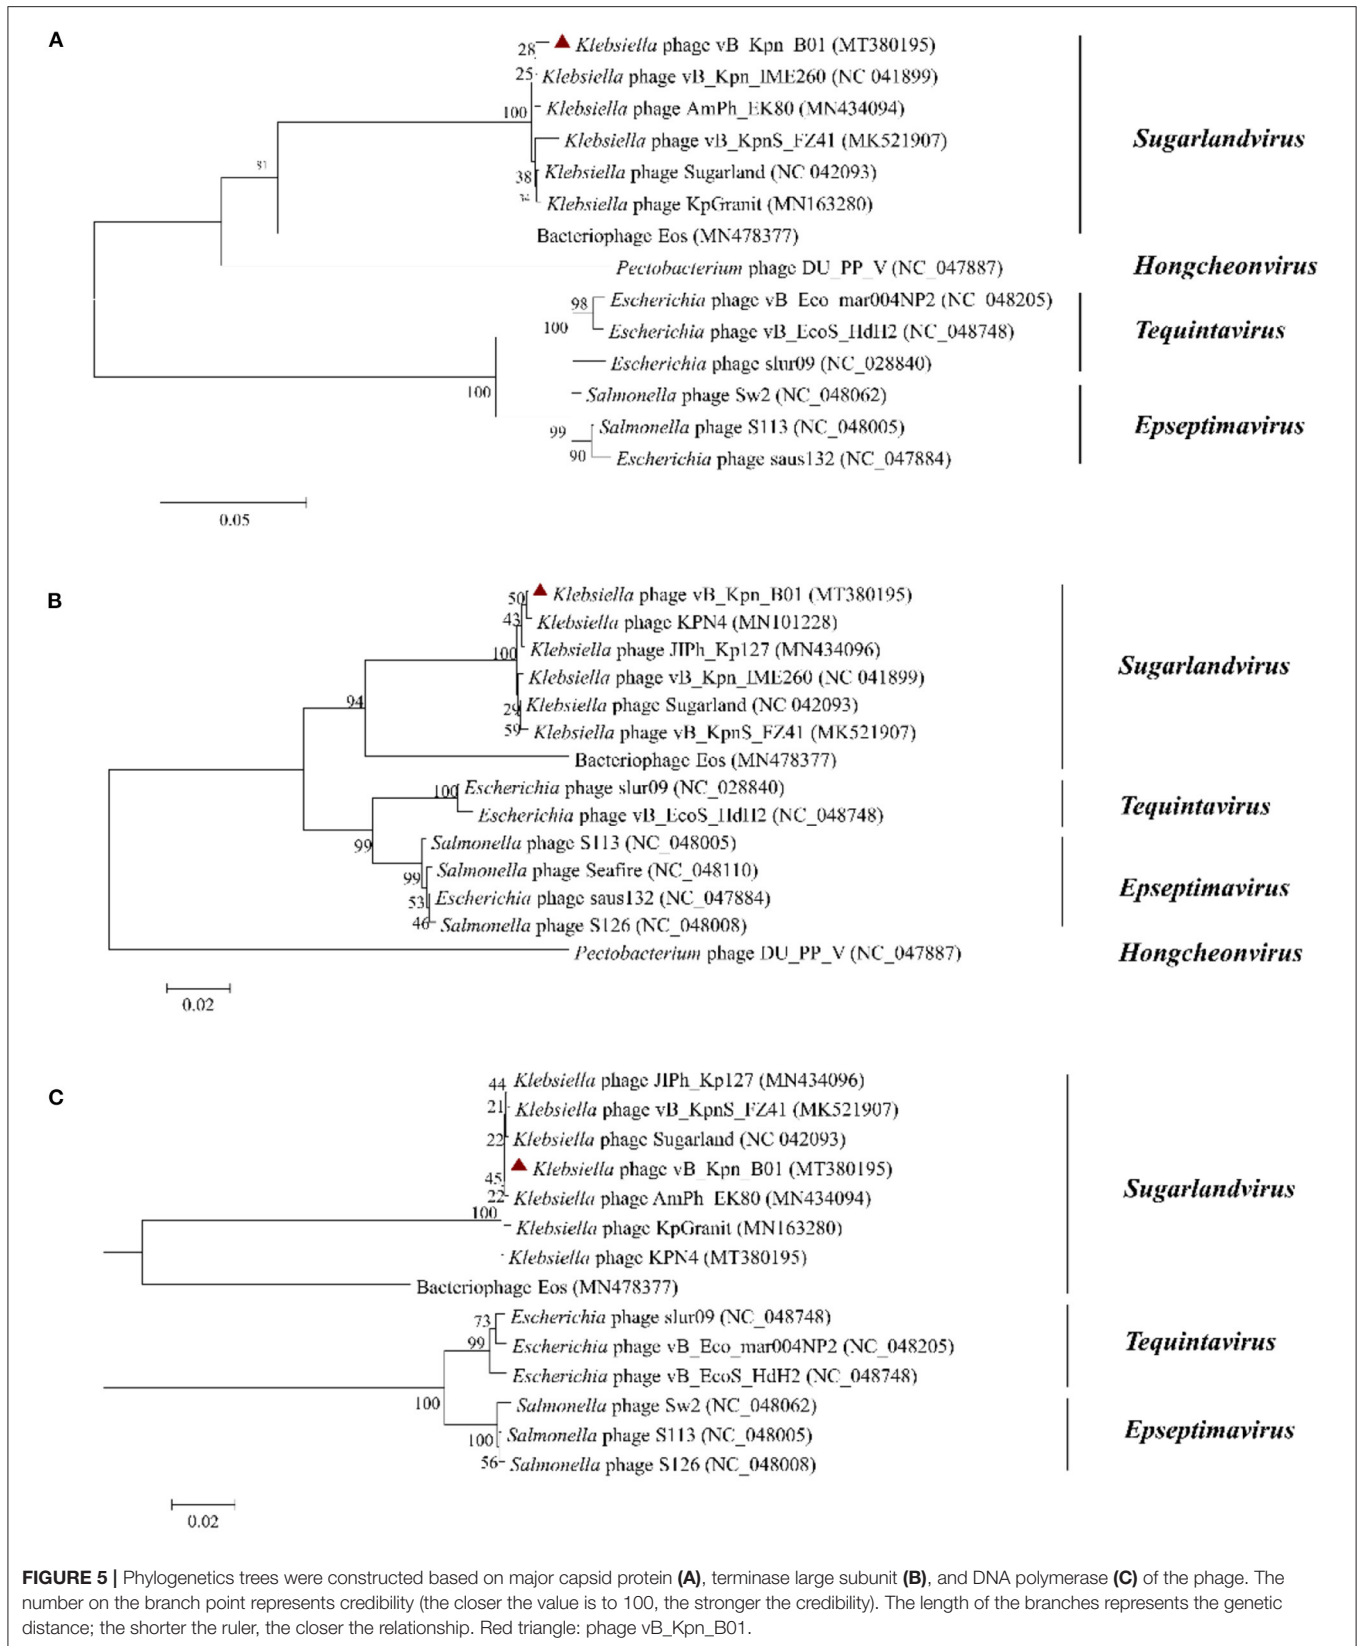 A
28 Klebsiella phage vB_Kpn_B01 (MT380195)
25 Klebsiella phage vB_Kpn_IME260 (NC 041899)
100 Klebsiella phage AmPh_EK80 (MN434094)
Klebsiella phage vB_KpnS_FZ41 (MK521907)
Sugarlandvirus
81
38 Klebsiella phage Sugarland (NC 042093)
Klebsiella phage KpGranit (MN163280)
Bacteriophage Eos (MN478377)
Pectobacterium phage DU_PP_V (NC_047887)
Hongcheonvirus
98 Escherichia phage vB_Eco_mar004NP2 (NC_048205)
100 Escherichia phage vB_EcoS_HdH2 (NC_048748)
Tequintavirus
Escherichia phage slur09 (NC_028840)
100 Salmonella phage Sw2 (NC_048062)
99 Salmonella phage S113 (NC_048005)
Epseptimavirus
90 Escherichia phage saus132 (NC_047884)
0.05
B
50 Klebsiella phage vB_Kpn_B01 (MT380195)
43 Klebsiella phage KPN4 (MN101228)
100 Klebsiella phage JIPh_Kp127 (MN434096)
Sugarlandvirus
Klebsiella phage vB_Kpn_IME260 (NC 041899)
94
29 Klebsiella phage Sugarland (NC 042093)
59 Klebsiella phage vB_KpnS_FZ41 (MK521907)
Bacteriophage Eos (MN478377)
100 Escherichia phage slur09 (NC_028840)
Tequintavirus
Escherichia phage vB_EcoS_HdH2 (NC_048748)
99 Salmonella phage S113 (NC_048005)
99 Salmonella phage Seafire (NC_048110)
Epseptimavirus
53 Escherichia phage saus132 (NC_047884)
46 Salmonella phage S126 (NC_048008)
Pectobacterium phage DU_PP_V (NC_047887)
Hongcheonvirus
0.02
C
44 Klebsiella phage JIPh_Kp127 (MN434096)
21 Klebsiella phage vB_KpnS_FZ41 (MK521907)
22 Klebsiella phage Sugarland (NC 042093)
45 Klebsiella phage vB_Kpn_B01 (MT380195)
Sugarlandvirus
22 Klebsiella phage AmPh_EK80 (MN434094)
100 Klebsiella phage KpGranit (MN163280)
Klebsiella phage KPN4 (MT380195)
Bacteriophage Eos (MN478377)
73 Escherichia phage slur09 (NC_048748)
99 Escherichia phage vB_Eco_mar004NP2 (NC_048205)
Tequintavirus
Escherichia phage vB_EcoS_HdH2 (NC_048748)
100 Salmonella phage Sw2 (NC_048062)
Epseptimavirus
100 Salmonella phage S113 (NC_048005)
56 Salmonella phage S126 (NC_048008)
0.02
FIGURE 5 | Phylogenetics trees were constructed based on major capsid protein (A), terminase large subunit (B), and DNA polymerase (C) of the phage. The
number on the branch point represents credibility (the closer the value is to 100, the stronger the credibility). The length of the branches represents the genetic
distance; the shorter the ruler, the closer the relationship. Red triangle: phage vB_Kpn_B01.